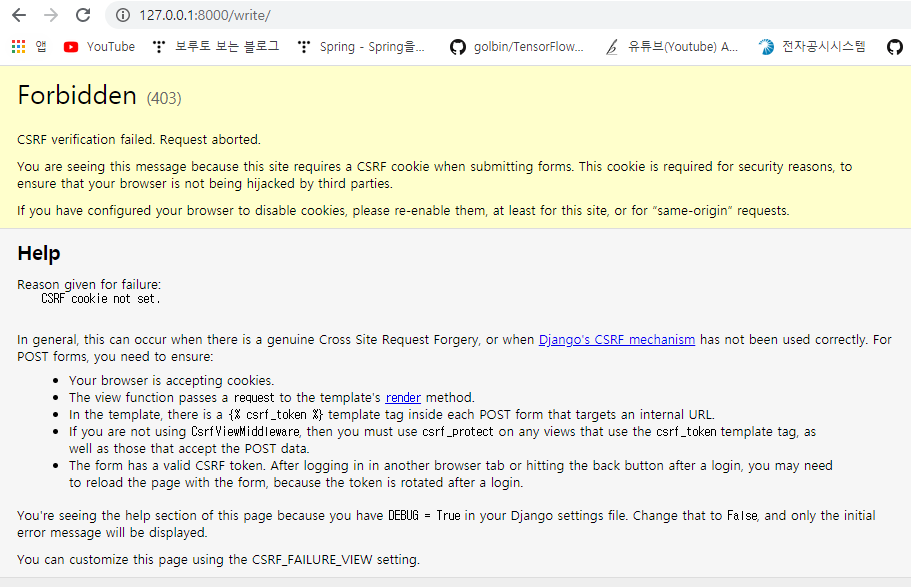 127.0.0.1:8000/write/
앱 YouTube 보루토 보는 블로그 Spring - Spring을... golbin/TensorFlow... 유튜브(Youtube) A... 전자공시시스템
Forbidden (403)
CSRF verification failed. Request aborted.
You are seeing this message because this site requires a CSRF cookie when submitting forms. This cookie is required for security reasons, to
ensure that your browser is not being hijacked by third parties.
If you have configured your browser to disable cookies, please re-enable them, at least for this site, or for “same-origin” requests.
Help
Reason given for failure:
CSRF cookie not set.
In general, this can occur when there is a genuine Cross Site Request Forgery, or when Django's CSRF mechanism has not been used correctly. For
POST forms, you need to ensure:
• Your browser is accepting cookies.
• The view function passes a request to the template's render method.
• In the template, there is a {% csrf_token %} template tag inside each POST form that targets an internal URL.
• If you are not using CsrfViewMiddleware, then you must use csrf_protect on any views that use the csrf_token template tag, as
well as those that accept the POST data.
• The form has a valid CSRF token. After logging in in another browser tab or hitting the back button after a login, you may need
to reload the page with the form, because the token is rotated after a login.
You're seeing the help section of this page because you have DEBUG = True in your Django settings file. Change that to False, and only the initial
error message will be displayed.
You can customize this page using the CSRF_FAILURE_VIEW setting.